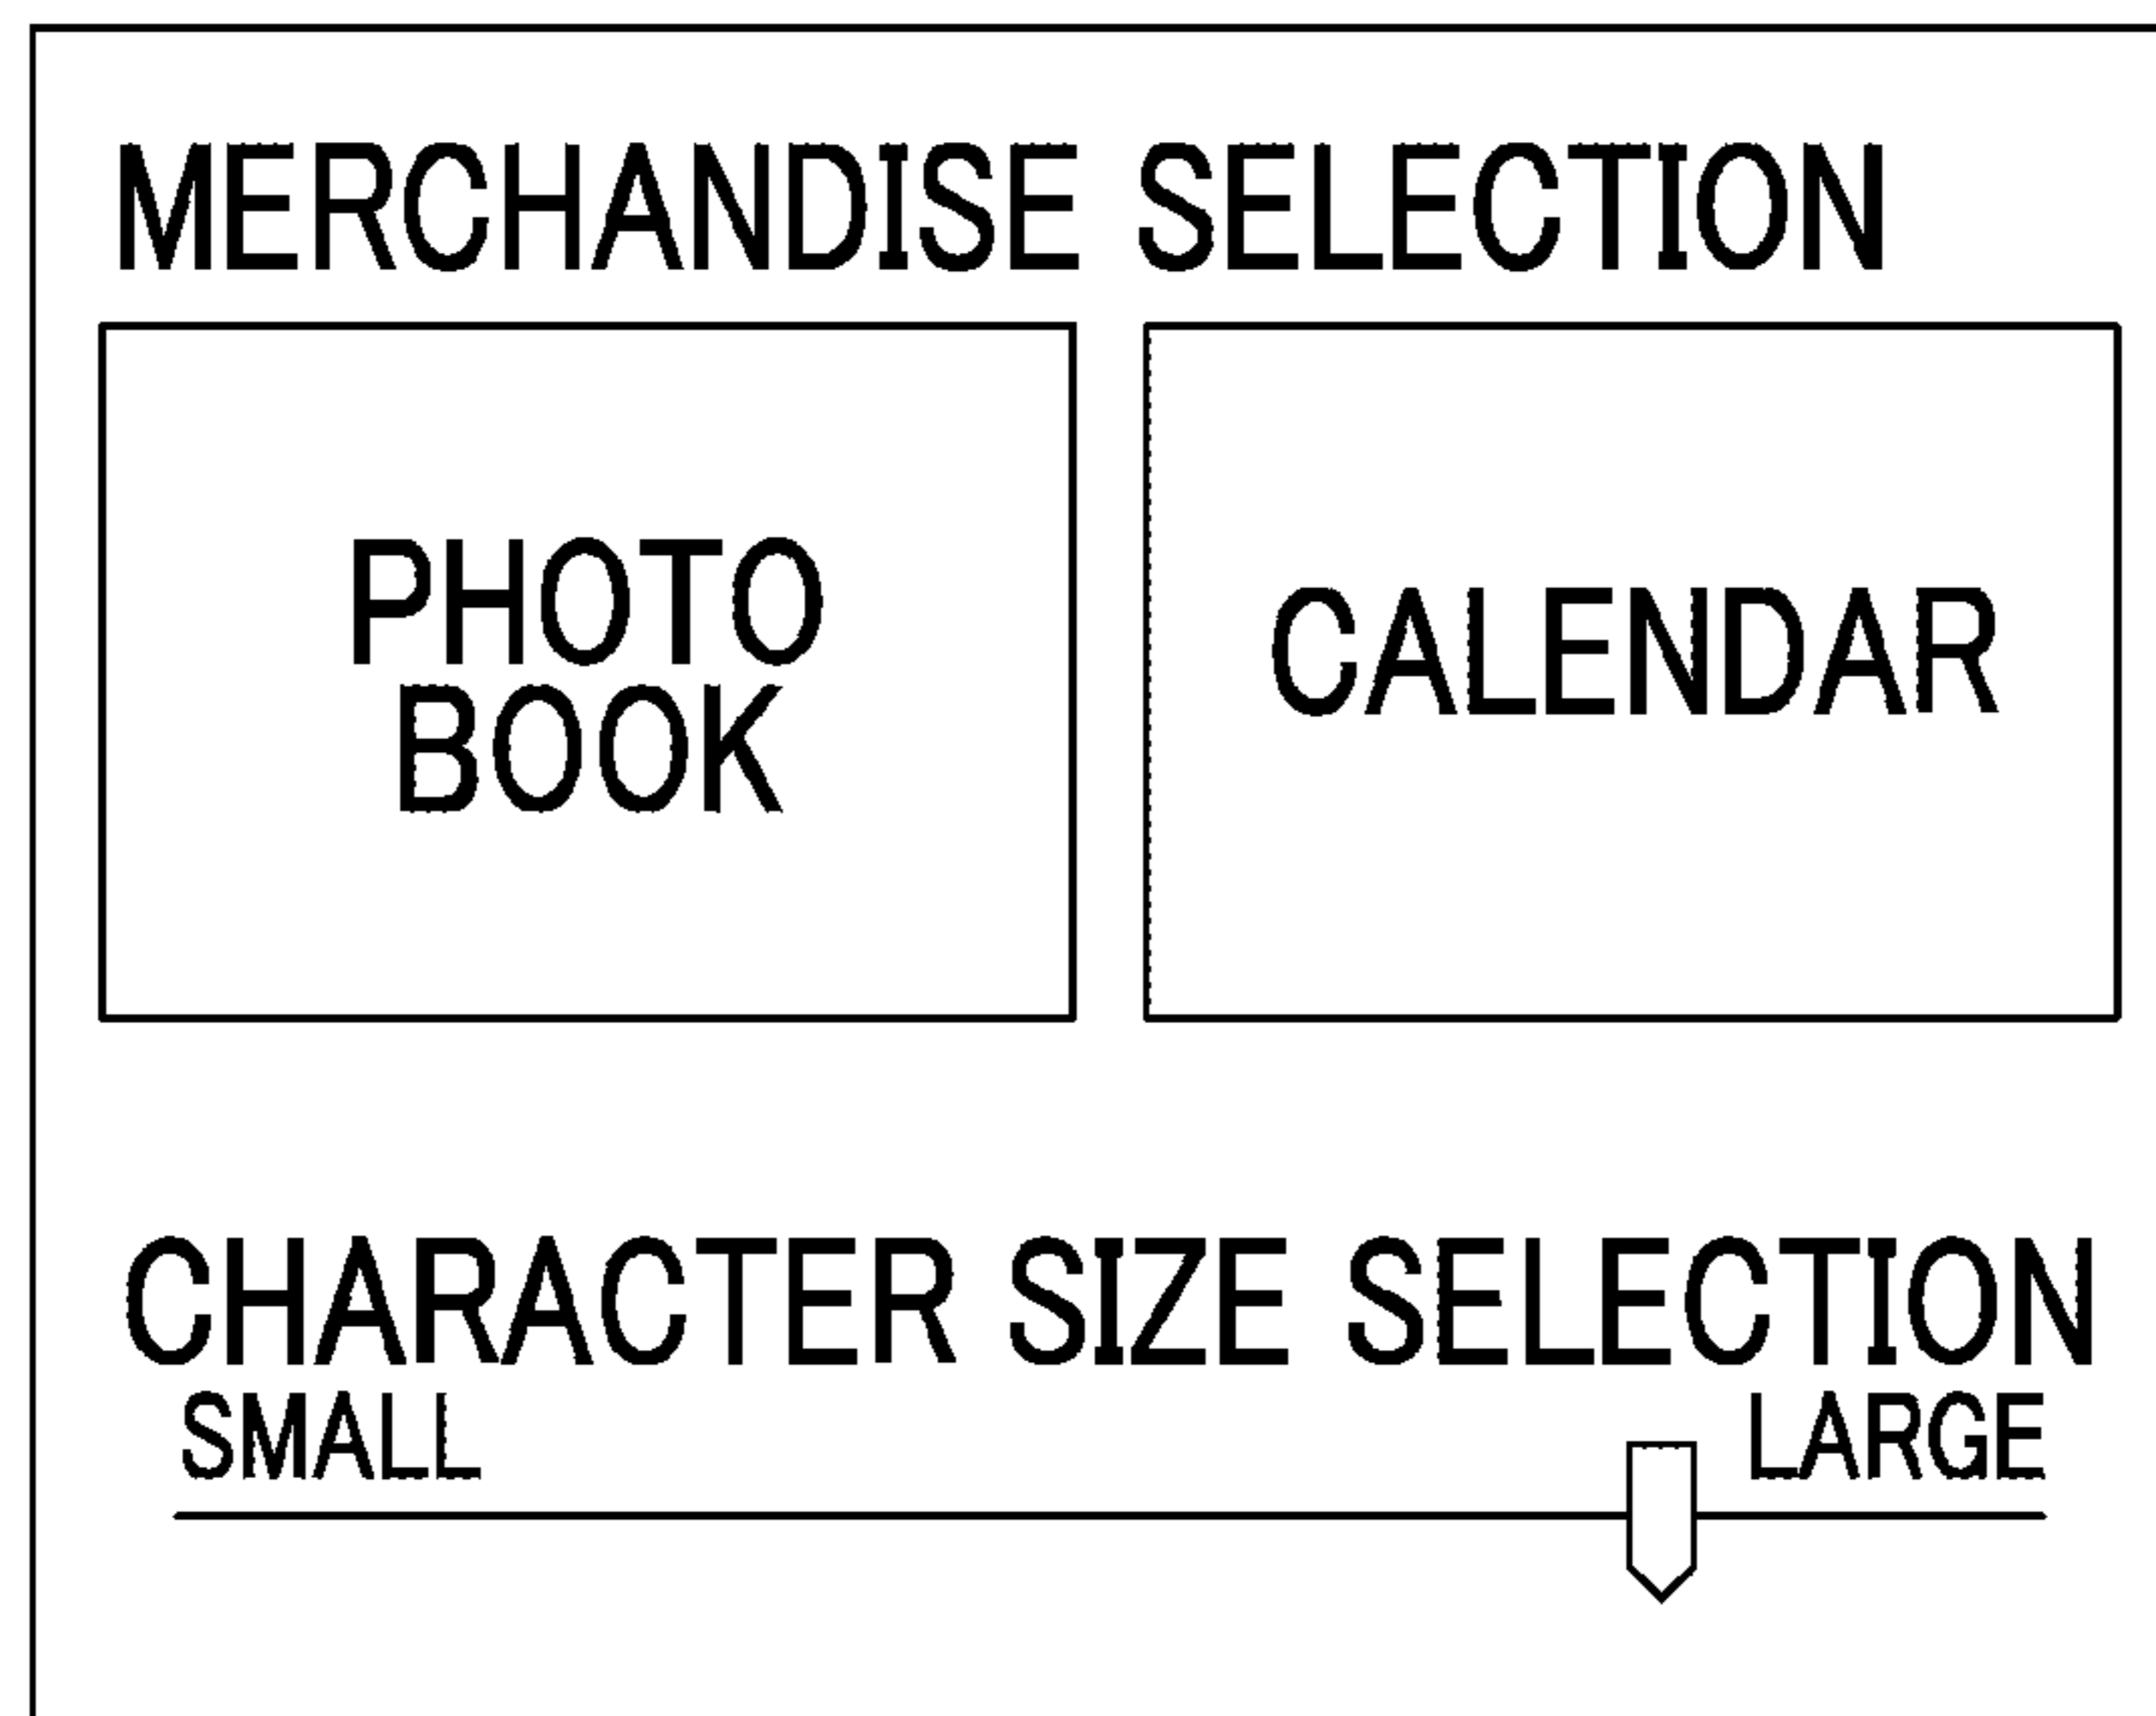 MERCHANDISE SELECTION
PHOTO
BOOK
CALENDAR
CHARACTER SIZE SELECTION
SMALL
LARGE